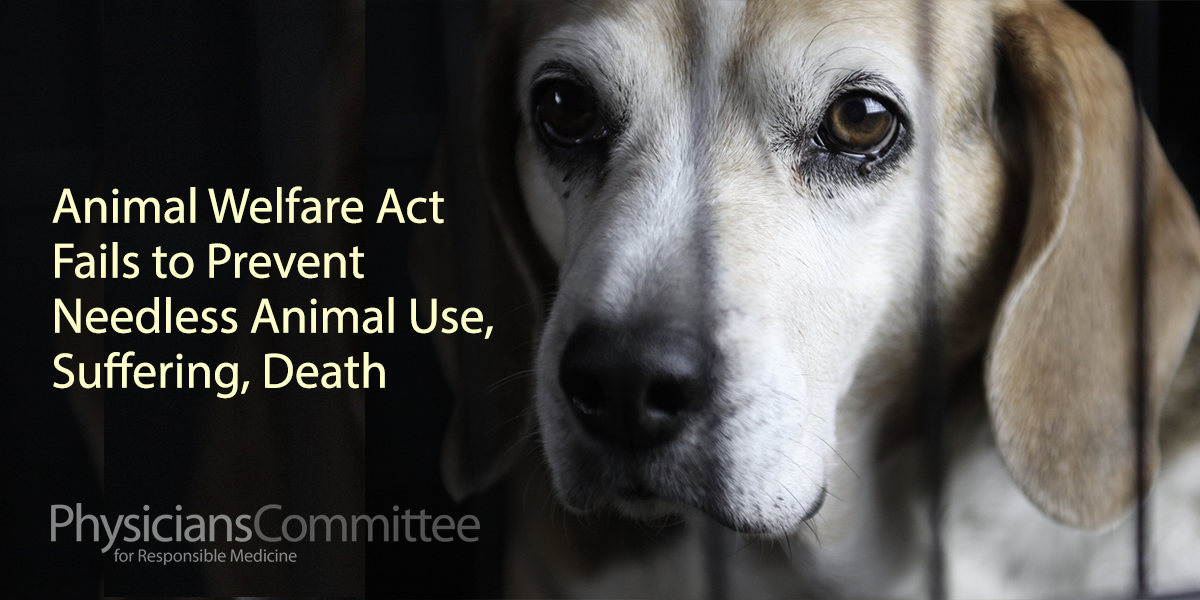 Animal Welfare Act
Fails to Prevent
Needless Animal Use,
Suffering, Death
PhysiciansCommittee
for Responsible Medicine